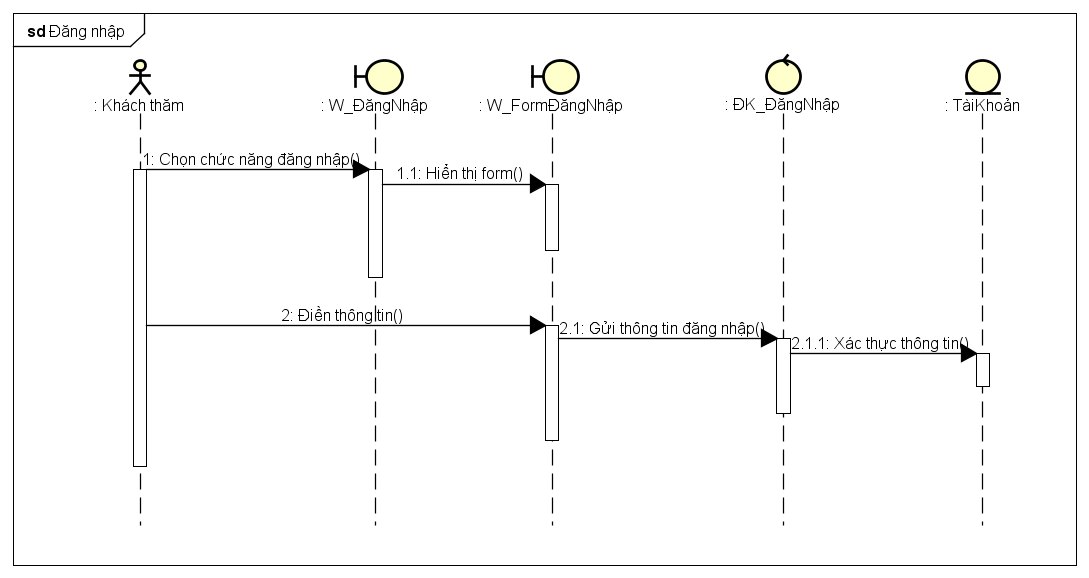 sd Đăng nhập
: Khách thăm
: W_ĐăngNhập
: W_FormĐăngNhập
: ĐK_ĐăngNhập
: TàiKhoản
1: Chọn chức năng đăng nhập()
1.1: Hiển thị form()
2: Điền thông tin()
2.1: Gửi thông tin đăng nhập()
2.1.1: Xác thực thông tin()